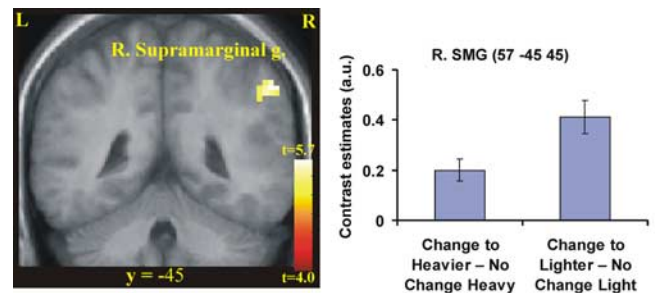 L
R
R. Supramarginal g.
t=5.7
t=4.0
y = -45
R. SMG (57 -45 45)
Contrast estimates (a.u.)
0.6
0.4
0.2
0
Change to
Heavier – No
Change Heavy
Change to
Lighter – No
Change Light